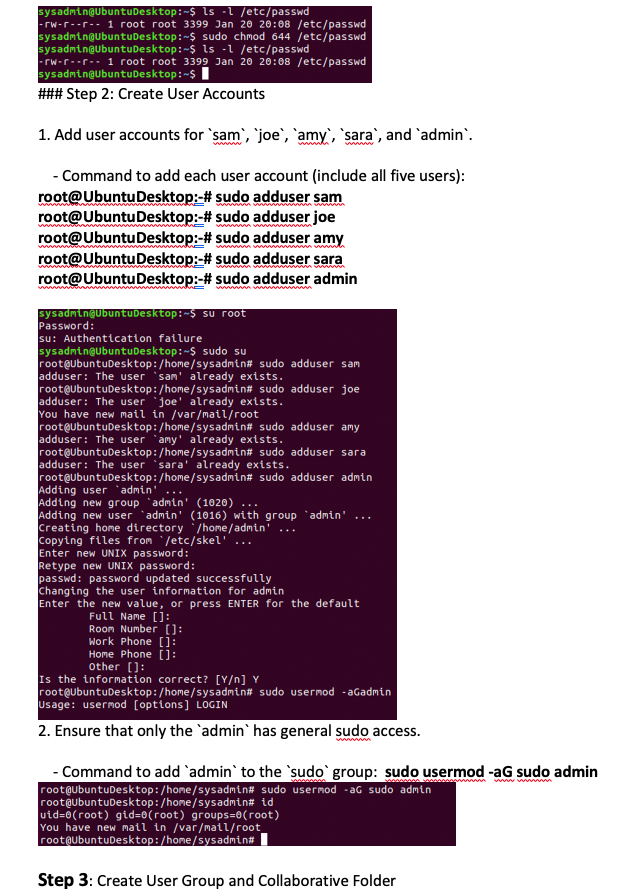 sysadmin@UbuntuDesktop:~$ ls -l /etc/passwd
-rw-r--r-- 1 root root 3399 Jan 20 20:08 /etc/passwd
sysadmin@UbuntuDesktop:~$ sudo chmod 644 /etc/passwd
sysadmin@UbuntuDesktop:~$ ls -l /etc/passwd
-rw-r--r-- 1 root root 3399 Jan 20 20:08 /etc/passwd
sysadmin@UbuntuDesktop:~$
### Step 2: Create User Accounts
1. Add user accounts for `sam`, `joe`, `amy`, `sara`, and `admin`.
- Command to add each user account (include all five users):
root@UbuntuDesktop:-# sudo adduser sam
root@UbuntuDesktop:-# sudo adduser joe
root@UbuntuDesktop:-# sudo adduser amy
root@UbuntuDesktop:-# sudo adduser sara
root@UbuntuDesktop:-# sudo adduser admin
sysadmin@UbuntuDesktop:~$ su root
Password:
su: Authentication failure
sysadmin@UbuntuDesktop:~$ sudo su
root@UbuntuDesktop:/home/sysadmin# sudo adduser sam
adduser: The user `sam' already exists.
root@UbuntuDesktop:/home/sysadmin# sudo adduser joe
adduser: The user `joe' already exists.
You have new mail in /var/mail/root
root@UbuntuDesktop:/home/sysadmin# sudo adduser amy
adduser: The user `amy' already exists.
root@UbuntuDesktop:/home/sysadmin# sudo adduser sara
adduser: The user `sara' already exists.
root@UbuntuDesktop:/home/sysadmin# sudo adduser admin
Adding user `admin' ...
Adding new group `admin' (1020) ...
Adding new user `admin' (1016) with group `admin' ...
Creating home directory `/home/admin' ...
Copying files from `/etc/skel' ...
Enter new UNIX password:
Retype new UNIX password:
passwd: password updated successfully
Changing the user information for admin
Enter the new value, or press ENTER for the default
Full Name []:
Room Number []:
Work Phone []:
Home Phone []:
Other []:
Is the information correct? [Y/n] Y
root@UbuntuDesktop:/home/sysadmin# sudo usermod -aGadmin
Usage: usermod [options] LOGIN
2. Ensure that only the `admin` has general sudo access.
- Command to add `admin` to the `sudo` group: sudo usermod -aG sudo admin
root@UbuntuDesktop:/home/sysadmin# sudo usermod -aG sudo admin
root@UbuntuDesktop:/home/sysadmin# id
uid=0(root) gid=0(root) groups=0(root)
You have new mail in /var/mail/root
root@UbuntuDesktop:/home/sysadmin#
Step 3: Create User Group and Collaborative Folder